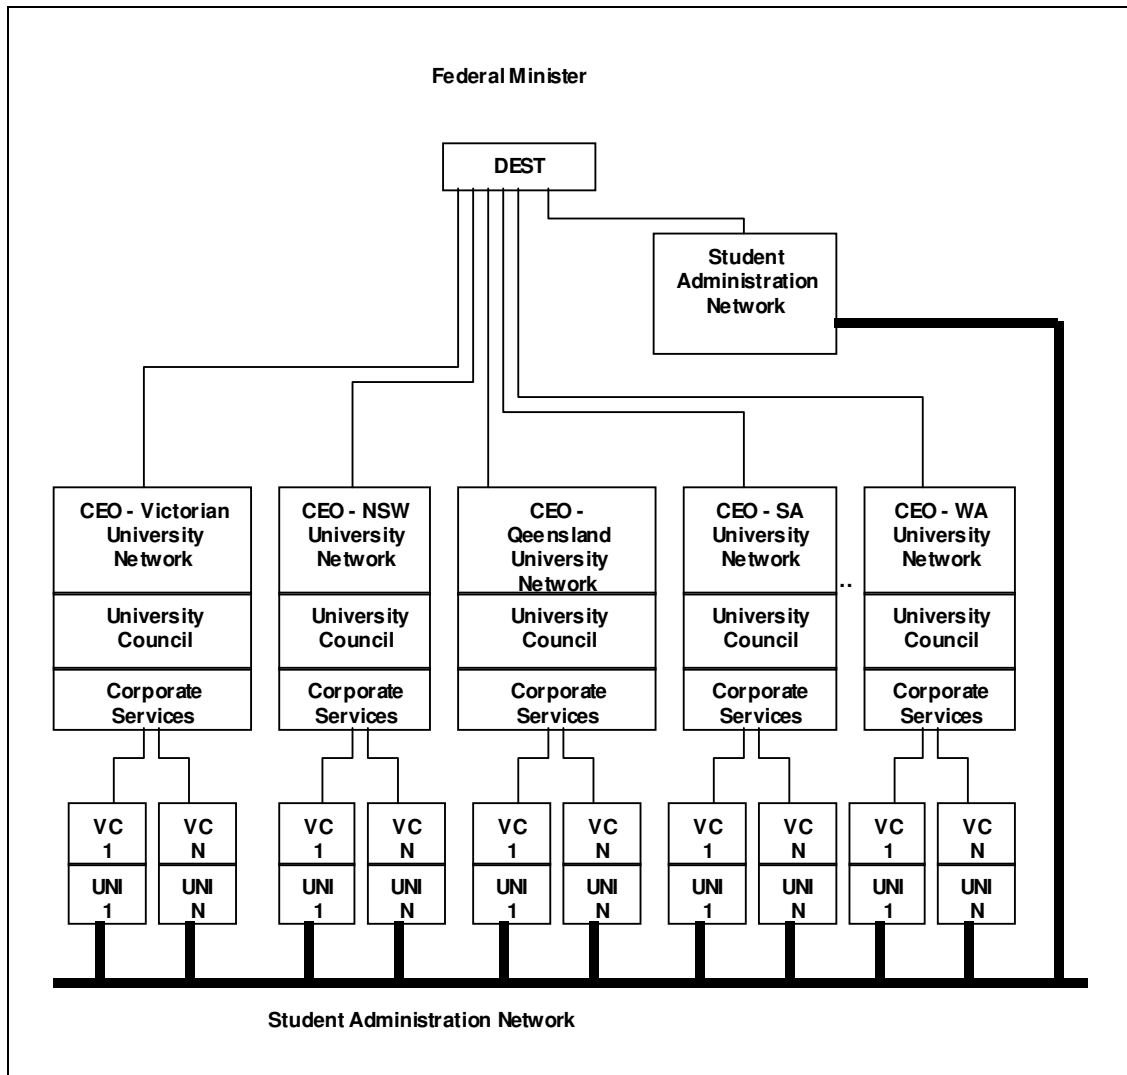 Federal Minister
DEST
Student
Administration
Network
CEO - Victorian
University
Network
University
Council
Corporate
Services
CEO - NSW
University
Network
University
Council
Corporate
Services
CEO -
Qeensland
University
Network
University
Council
Corporate
Services
CEO - SA
University
Network
University
Council
Corporate
Services
..
CEO - WA
University
Network
University
Council
Corporate
Services
VC
1
UNI
1
VC
N
UNI
N
VC
1
UNI
1
VC
N
UNI
N
VC
1
UNI
1
VC
N
UNI
N
VC
1
UNI
1
VC
N
UNI
N
VC
1
UNI
1
VC
N
UNI
N
Student Administration Network